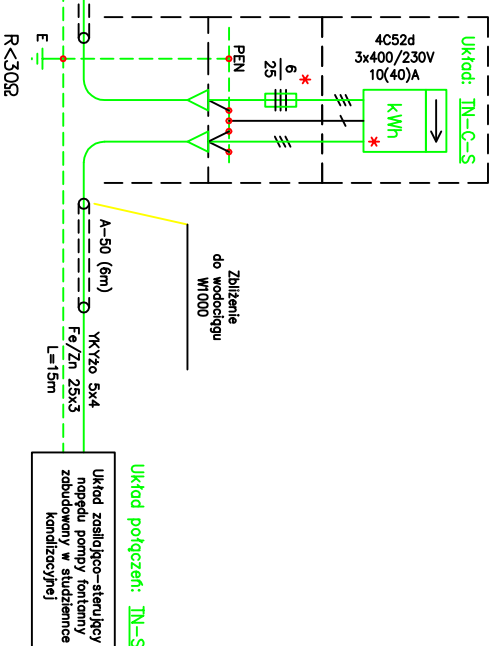 4C52d
3x400/230V
10(40)A
Układ: TN-C-S
kWh
PEN
6
25
*
*
E
R<30Ω
A-50 (6m)
Zbliżenie
do wodociągu
W1000
YKYżo 5x4
Fe/Zn 25x3
L=15m
Układ połączeń: TN-S
Układ zasilająco-sterujący
napędu pompy fontanny
zabudowany w studzience
kanalizacyjnej